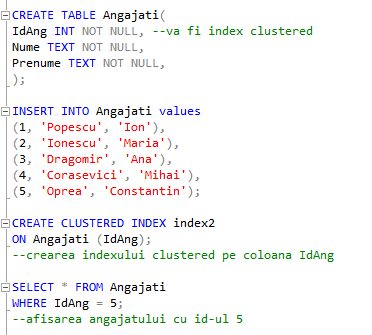 CREATE TABLE Angajati(
IdAng INT NOT NULL, --va fi index clustered
Nume TEXT NOT NULL,
Prenume TEXT NOT NULL,
);
INSERT INTO Angajati values
(1, 'Popescu', 'Ion'),
(2, 'Ionescu', 'Maria'),
(3, 'Dragomir', 'Ana'),
(4, 'Corasevici', 'Mihai'),
(5, 'Oprea', 'Constantin');
CREATE CLUSTERED INDEX index2
ON Angajati (IdAng);
--crearea indexului clustered pe coloana IdAng
SELECT * FROM Angajati
WHERE IdAng = 5;
--afisarea angajatului cu id-ul 5